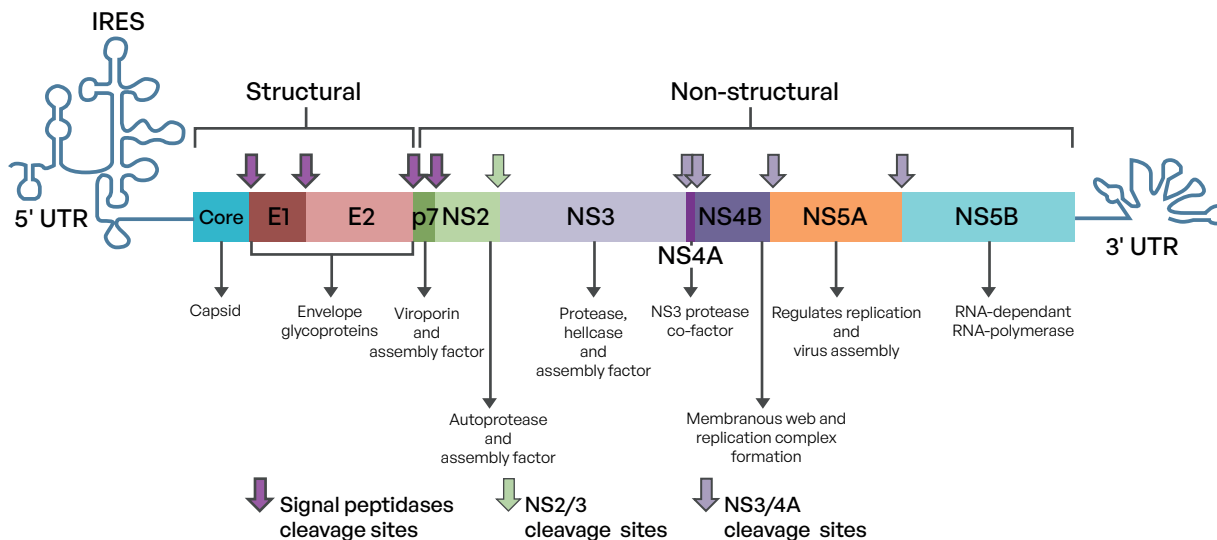 IRES
Structural
Non-structural
5' UTR
Core
E1
E2
p7
NS2
NS3
NS4A
NS4B
NS5A
NS5B
3' UTR
Capsid
Envelope
glycoproteins
Viroporin
and
assembly factor
Autoprotease
and
assembly factor
Protease,
hellcase
and
assembly factor
NS3 protease
co-factor
Membranous web and
replication complex
formation
Regulates replication
and
virus assembly
RNA-dependant
RNA-polymerase
Signal peptidases
cleavage sites
NS2/3
cleavage sites
NS3/4A
cleavage sites